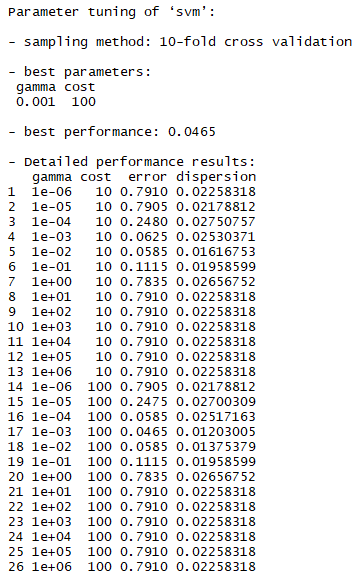 Parameter tuning of ‘svm’:
- sampling method: 10-fold cross validation
- best parameters:
gamma cost
0.001 100
- best performance: 0.0465
- Detailed performance results:
gamma cost error dispersion
1 1e-06 10 0.7910 0.02258318
2 1e-05 10 0.7905 0.02178812
3 1e-04 10 0.2480 0.02750757
4 1e-03 10 0.0625 0.02530371
5 1e-02 10 0.0585 0.01616753
6 1e-01 10 0.1115 0.01958599
7 1e+00 10 0.7835 0.02656752
8 1e+01 10 0.7910 0.02258318
9 1e+02 10 0.7910 0.02258318
10 1e+03 10 0.7910 0.02258318
11 1e+04 10 0.7910 0.02258318
12 1e+05 10 0.7910 0.02258318
13 1e+06 10 0.7910 0.02258318
14 1e-06 100 0.7905 0.02178812
15 1e-05 100 0.2475 0.02700309
16 1e-04 100 0.0585 0.02517163
17 1e-03 100 0.0465 0.01203005
18 1e-02 100 0.0585 0.01375379
19 1e-01 100 0.1115 0.01958599
20 1e+00 100 0.7835 0.02656752
21 1e+01 100 0.7910 0.02258318
22 1e+02 100 0.7910 0.02258318
23 1e+03 100 0.7910 0.02258318
24 1e+04 100 0.7910 0.02258318
25 1e+05 100 0.7910 0.02258318
26 1e+06 100 0.7910 0.02258318